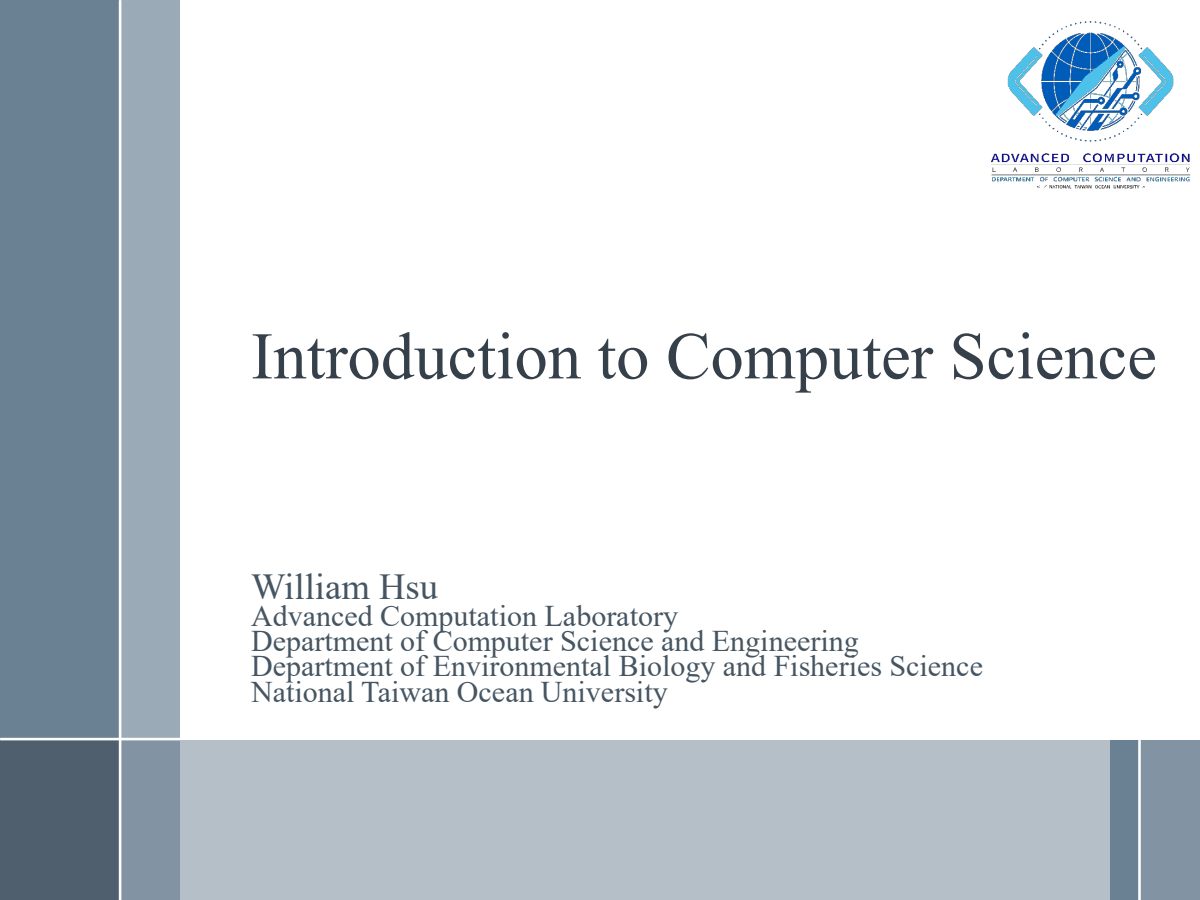 ADVANCED COMPUTATION
LABORATORY
DEPARTMENT OF COMPUTER SCIENCE AND ENGINEERING
< / NATIONAL TAIWAN OCEAN UNIVERSITY >
Introduction to Computer Science
William Hsu
Advanced Computation Laboratory
Department of Computer Science and Engineering
Department of Environmental Biology and Fisheries Science
National Taiwan Ocean University